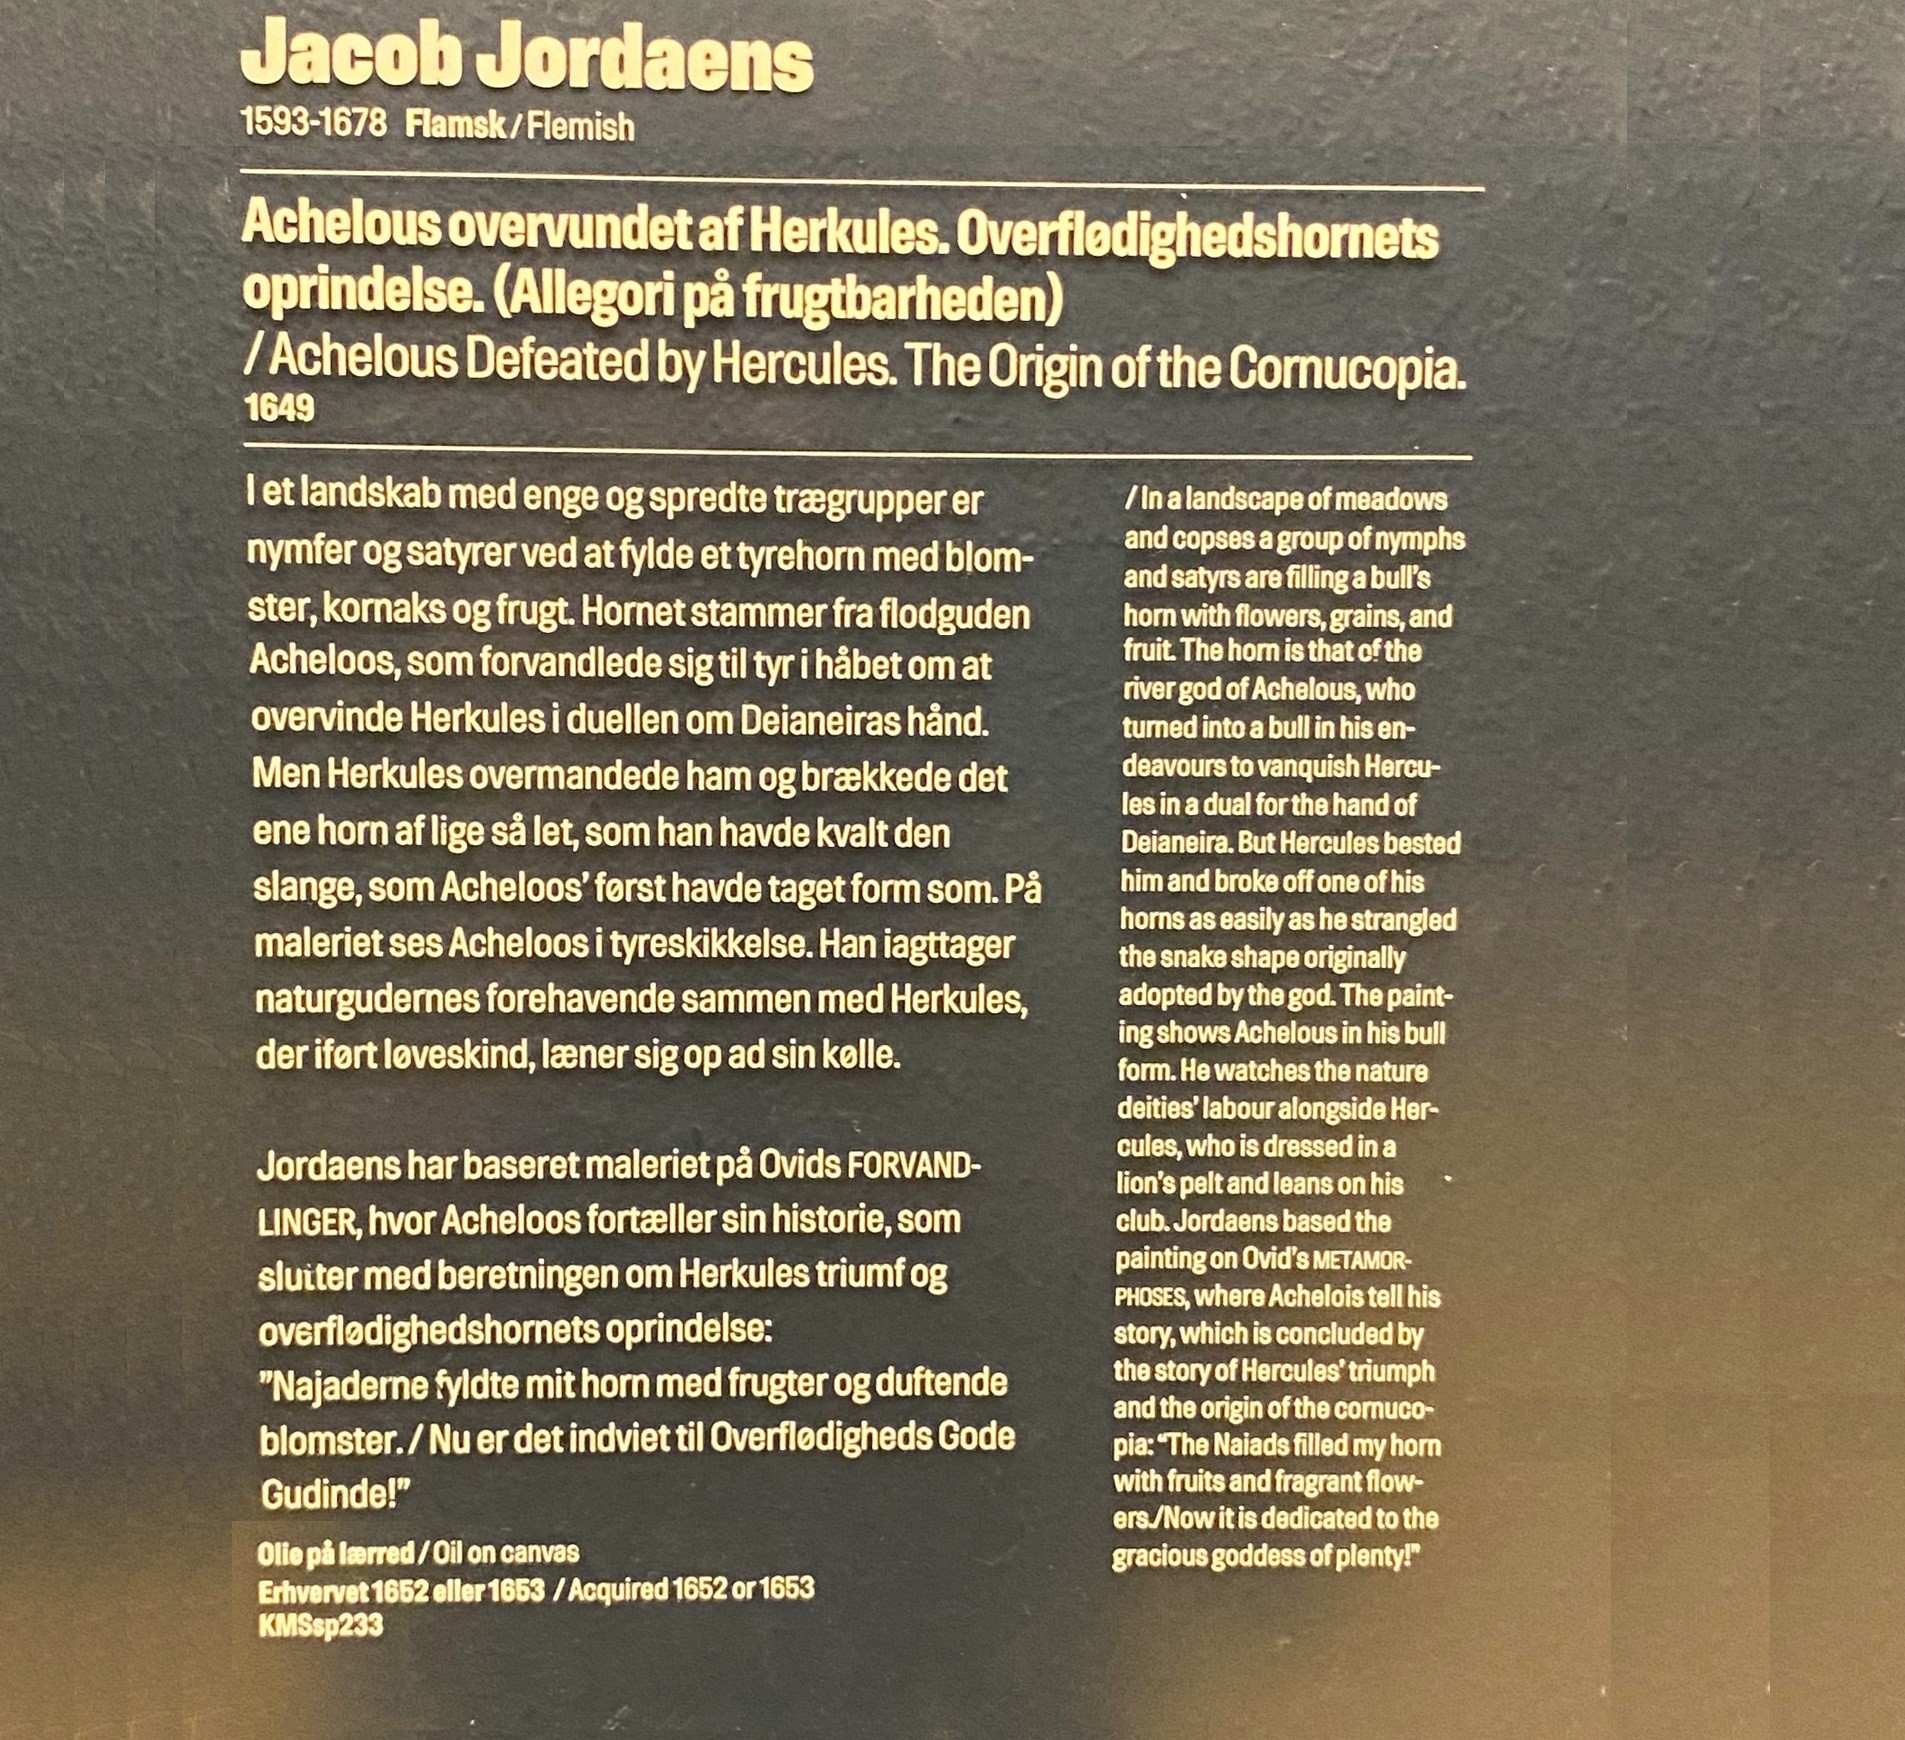 Jacob Jordaens
1593-1678 Flamsk/Flemish
Achelous overvundet af Herkules. Overflødighedshornets
oprindelse. (Allegori på frugtbarheden)
/Achelous Defeated by Hercules. The Origin of the Cornucopia.
1649
I et landskab med enge og spredte trægrupper er
nymfer og satyrer ved at fylde et tyrehorn med blom-
ster, kornaks og frugt. Hornet stammer fra flodguden
Acheloos, som forvandlede sig til tyr i håbet om at
overvinde Herkules i duellen om Deianeiras hånd.
Men Herkules overmandede ham og brækkede det
ene horn af lige så let, som han havde kvalt den
slange, som Acheloos' først havde taget form som. På
maleriet ses Acheloos i tyreskikkelse. Han iagttager
naturgudernes forehavende sammen med Herkules,
der iført løveskind, læner sig op ad sin kølle.
Jordaens har baseret maleriet på Ovids FORVAND-
LINGER, hvor Acheloos fortæller sin historie, som
slutter med beretningen om Herkules triumf og
overflødighedshornets oprindelse:
"Najaderne fyldte mit horn med frugter og duftende
blomster. / Nu er det indviet til Overflødigheds Gode
Gudinde!"
Olie på lærred/Oil on canvas
Erhvervet 1652 eller 1653 /Acquired 1652 or 1653
KMSsp233
/In a landscape of meadows
and copses a group of nymphs
and satyrs are filling a bull's
horn with flowers, grains, and
fruit. The horn is that of the
river god of Achelous, who
turned into a bull in his en-
deavours to vanquish Hercu-
les in a dual for the hand of
Deianeira. But Hercules bested
him and broke off one of his
horns as easily as he strangled
the snake shape originally
adopted by the god. The paint-
ing shows Achelous in his bull
form. He watches the nature
deities' labour alongside Her-
cules, who is dressed in a
lion's pelt and leans on his
club. Jordaens based the
painting on Ovid's METAMOR-
PHOSES, where Achelois tell his
story, which is concluded by
the story of Hercules' triumph
and the origin of the cornuco-
pia: "The Naiads filled my horn
with fruits and fragrant flow-
ers./Now it is dedicated to the
gracious goddess of plenty!"